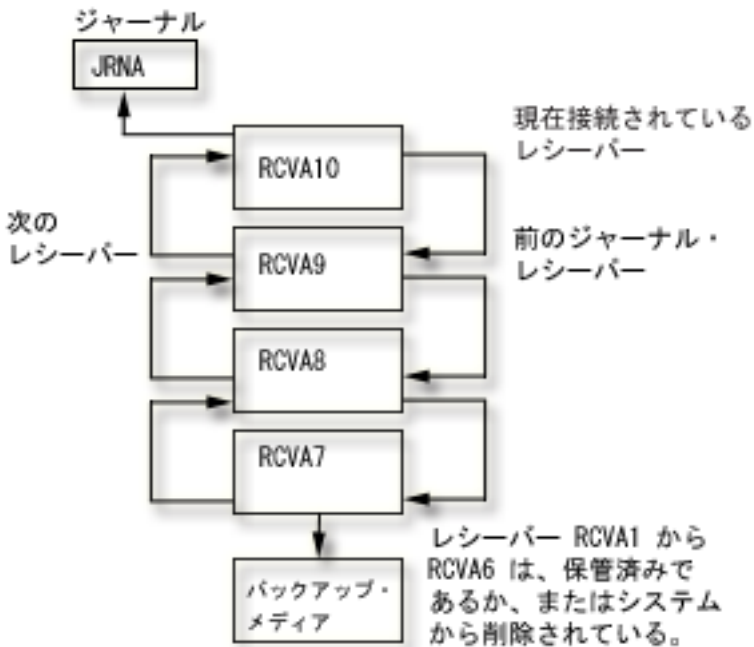 ジャーナル
JRNA
現在接続されている
レシーバー
RCVA10
次の
レシーバー
前のジャーナル・
レシーバー
RCVA9
RCVA8
RCVA7
レシーバー RCVA1 から
RCVA6 は、保管済みで
あるか、またはシステム
から削除されている。
バックアップ・
メディア